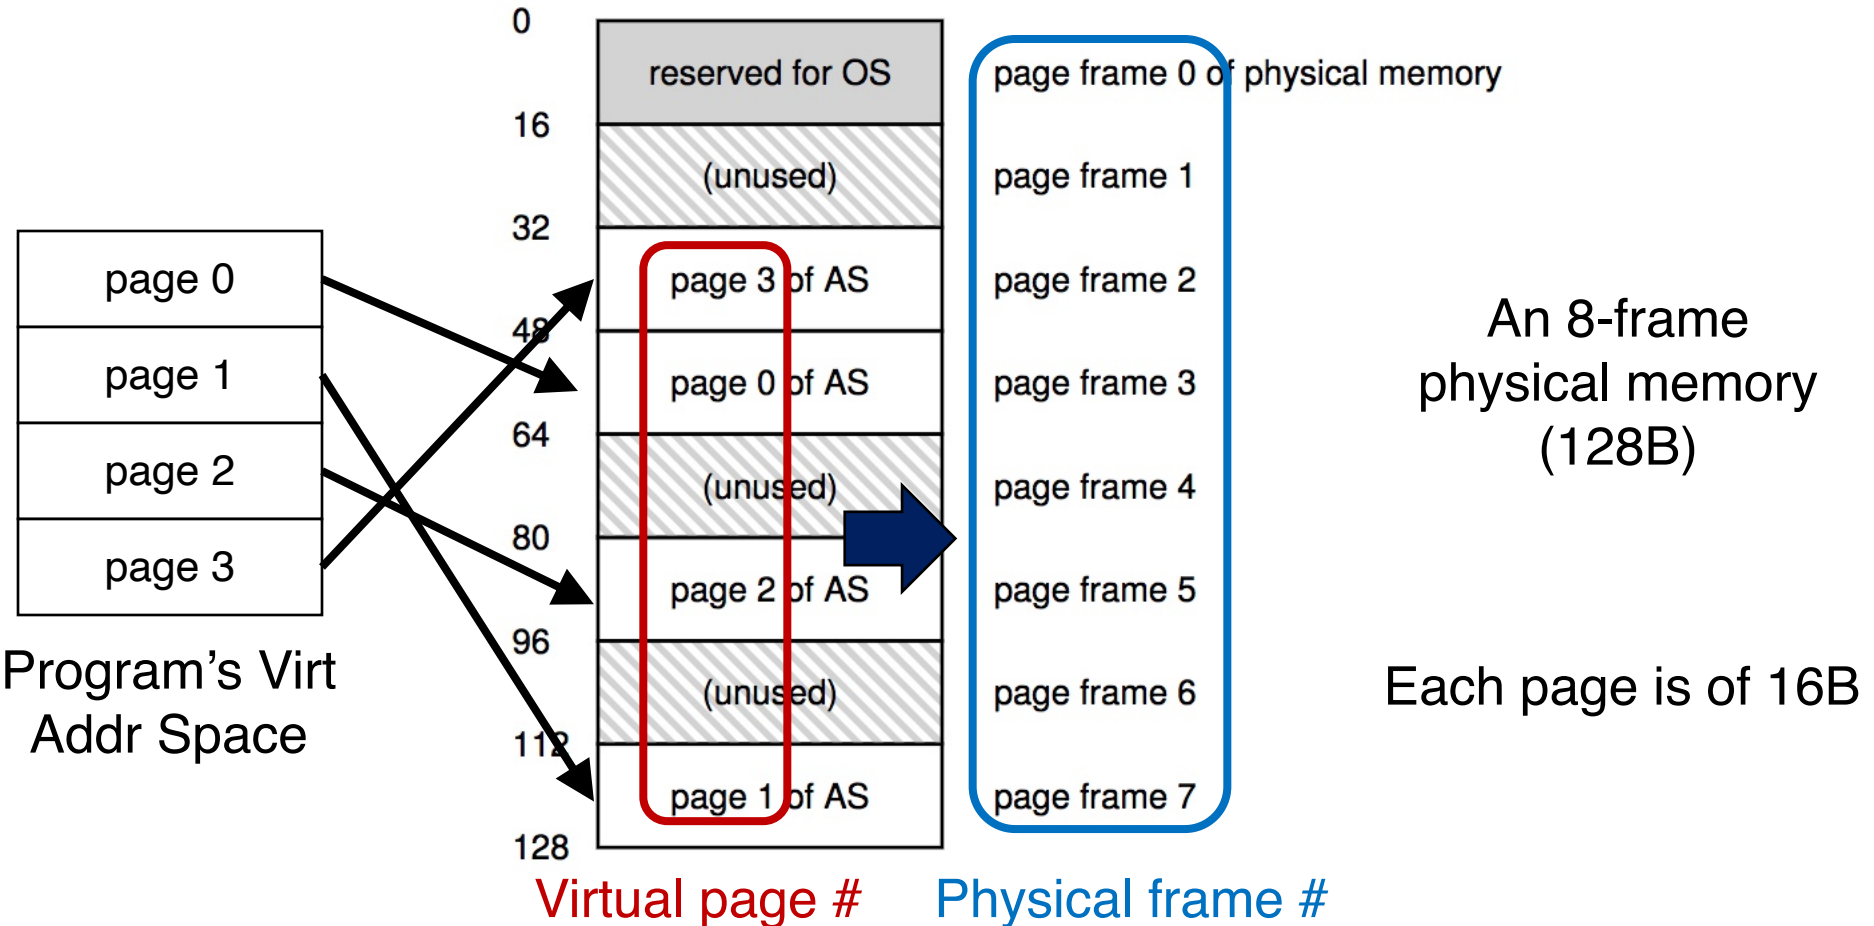 0
reserved for OS
page frame 0 of physical memory
16
(unused)
page frame 1
32
page 0
page 3 of AS
page frame 2
48
page 1
page 0 of AS
page frame 3
64
page 2
(unused)
page frame 4
80
page 3
page 2 of AS
page frame 5
96
(unused)
page frame 6
112
page 1 of AS
page frame 7
128
Program's Virt
Addr Space
An 8-frame
physical memory
(128B)
Each page is of 16B
Virtual page #
Physical frame #